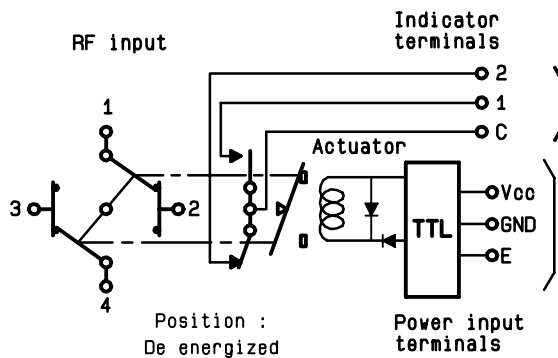 RF input
Indicator
terminals
2
1
C
Actuator
1
3
2
4
TTL
Vcc
GND
E
Position :
De energized
Power input
terminals